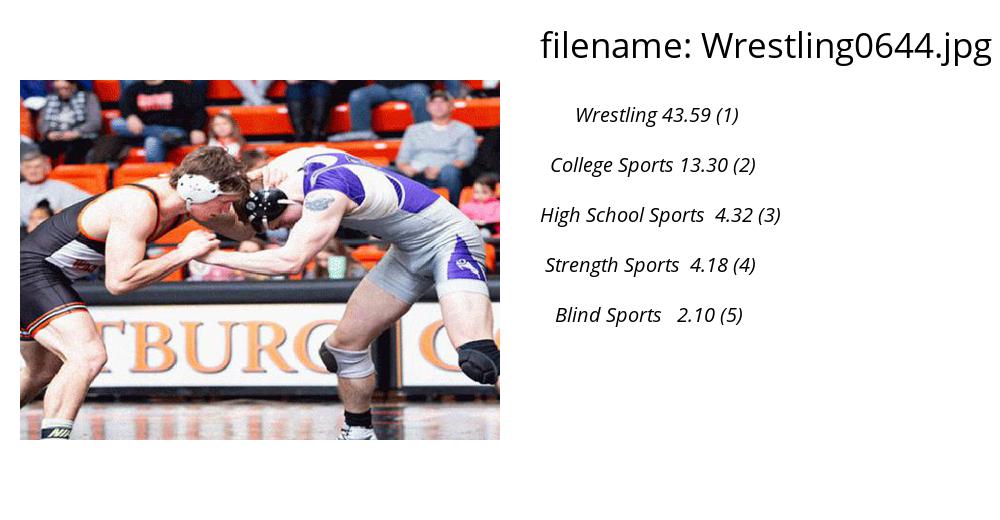 filename: Wrestling0644.jpg
Wrestling 43.59 (1)
College Sports 13.30 (2)
High School Sports 4.32 (3)
Strength Sports 4.18 (4)
Blind Sports 2.10 (5)
TBURG C